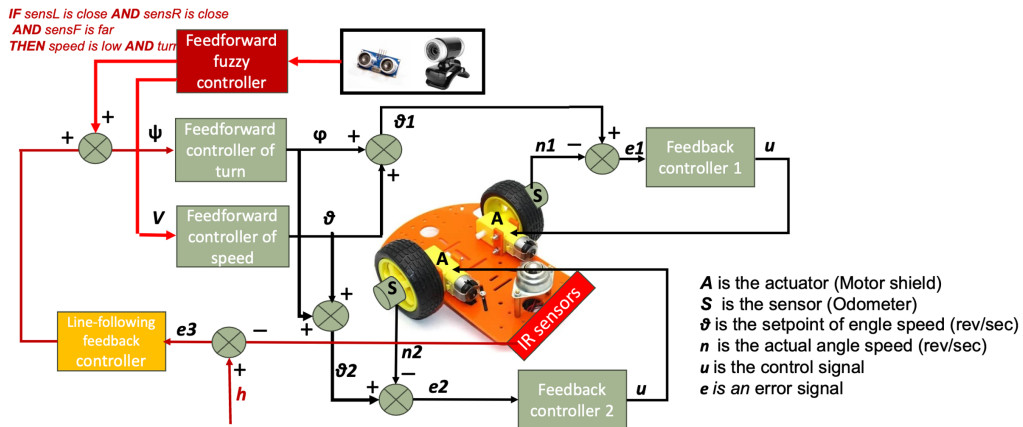 IF sensL is close AND sensR is close
AND sensF is far
THEN speed is low AND turn
Feedforward
fuzzy
controller
+
+
ψ
Feedforward
controller of
turn
φ
+
ϑ1
+
V
Feedforward
controller of
speed
ϑ
+
+
n1
−
+
e1
Feedback
controller 1
u
S
A
A
S
IR sensors
Line-following
feedback
controller
e3
−
+
h
ϑ2
n2
+
−
e2
Feedback
controller 2
u
A is the actuator (Motor shield)
S is the sensor (Odometer)
ϑ is the setpoint of engle speed (rev/sec)
n is the actual angle speed (rev/sec)
u is the control signal
e is an error signal